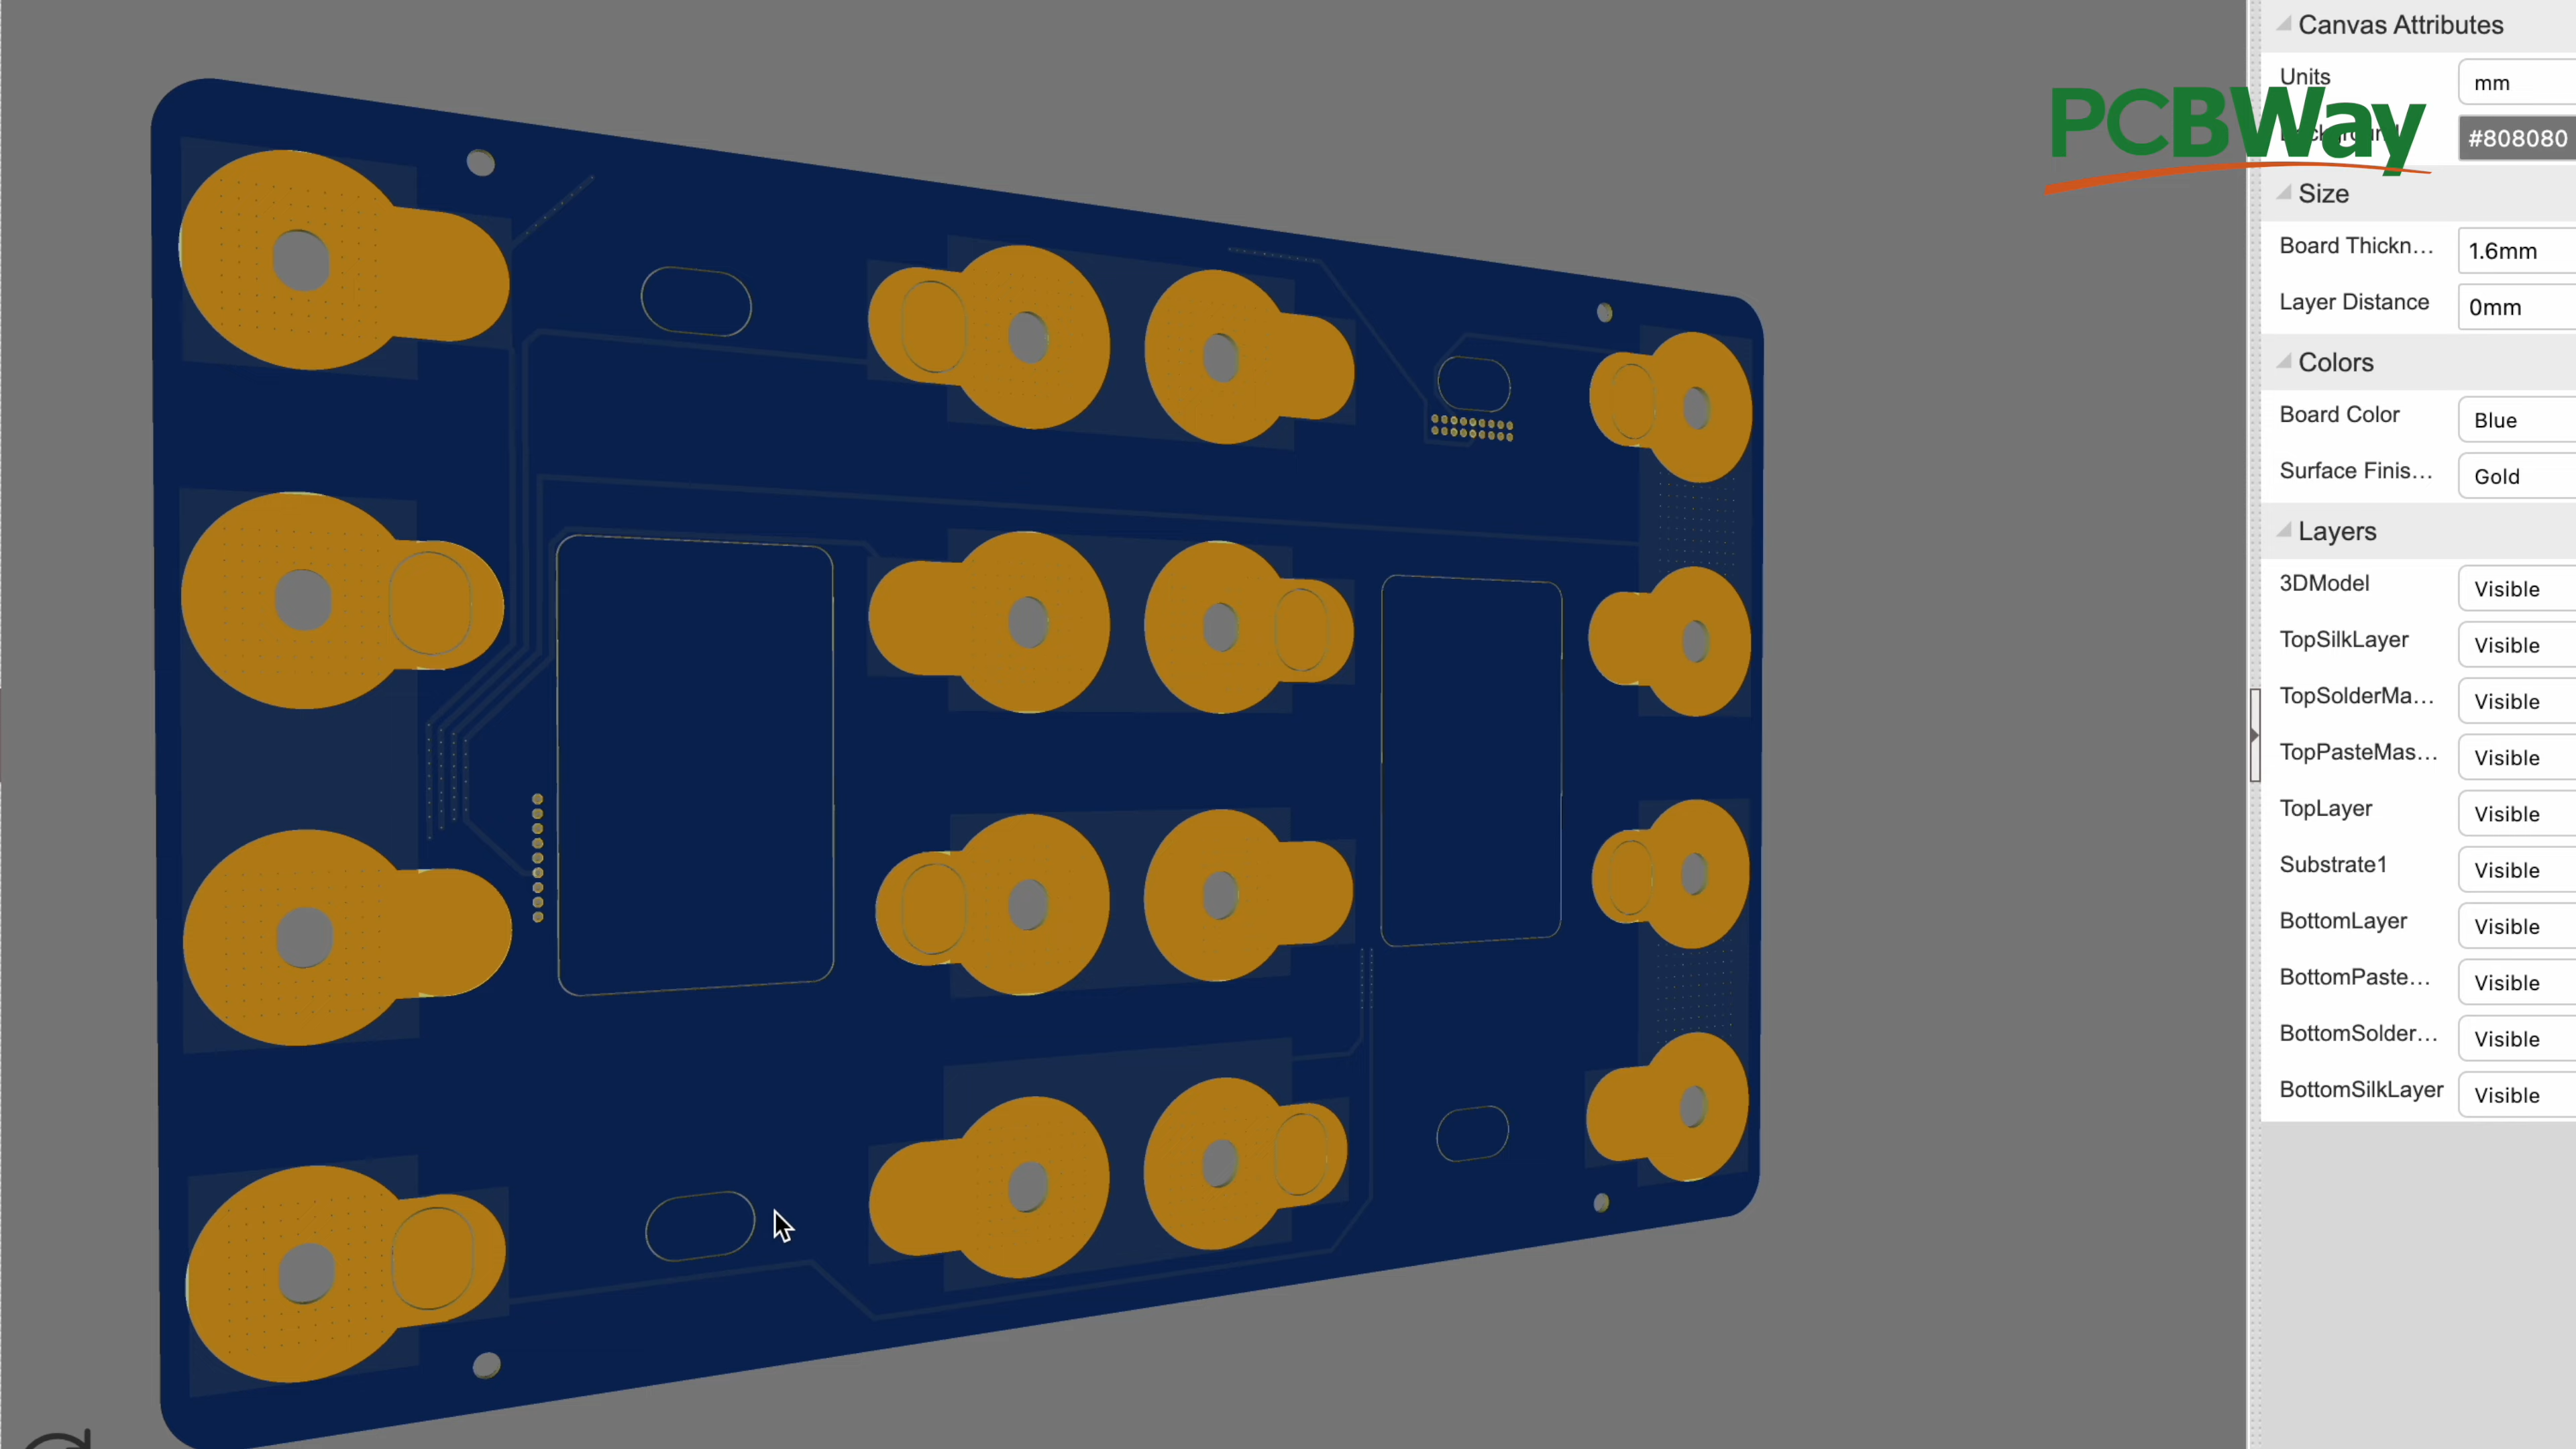 Canvas Attributes
Units mm
PCBWay
#808080
Size
Board Thickn... 1.6mm
Layer Distance 0mm
Colors
Board Color Blue
Surface Finis... Gold
Layers
3DModel Visible
TopSilkLayer Visible
TopSolderMa... Visible
TopPasteMas... Visible
TopLayer Visible
Substrate1 Visible
BottomLayer Visible
BottomPaste... Visible
BottomSolder... Visible
BottomSilkLayer Visible